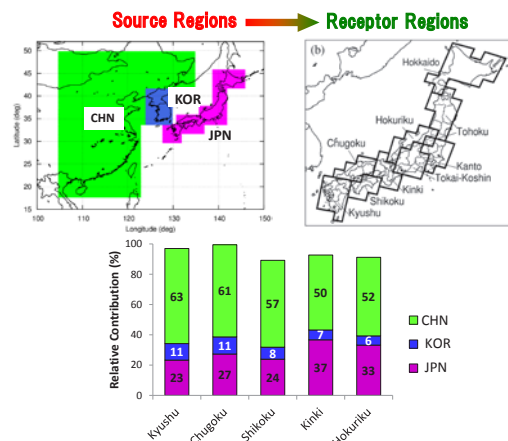 Source Regions
Receptor Regions
50
45
40
35
30
25
20
15
Latitude (deg)
CHN
KOR
JPN
100 110 120 130 140 150
Longitude (deg)
(b)
Hokkaido
Hokuriku
Chugoku
Tohoku
Kanto
Tokai-Koshin
Kinki
Shikoku
Kyushu
Relative Contribution (%)
100
80
60
40
20
0
63 61 57 50 52
11 11 8 7 6
23 27 24 37 33
CHN
KOR
JPN
Kyushu
Chugoku
Shikoku
Kinki
Hokuriku